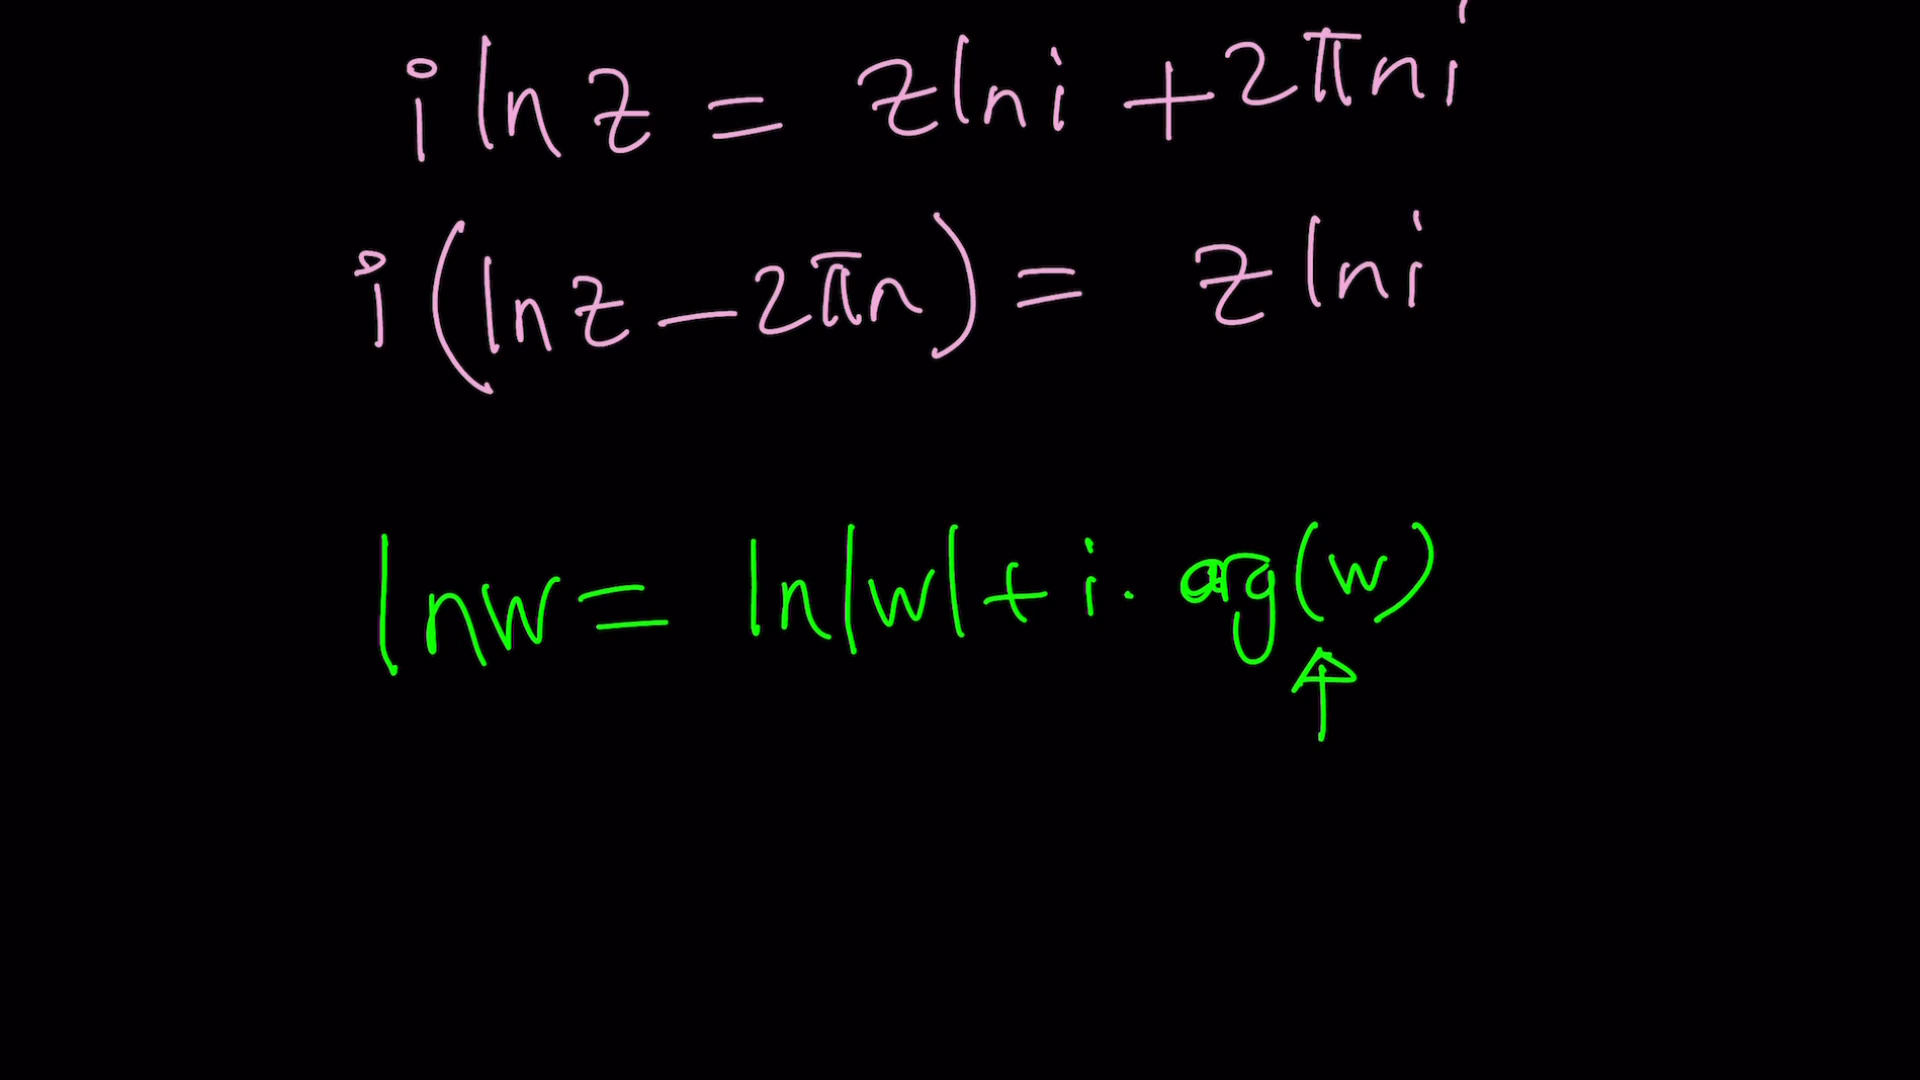 i ln z = z ln i + 2πni
i(ln z − 2πn) = z ln i
ln w = ln|w| + i. arg(w)
↑